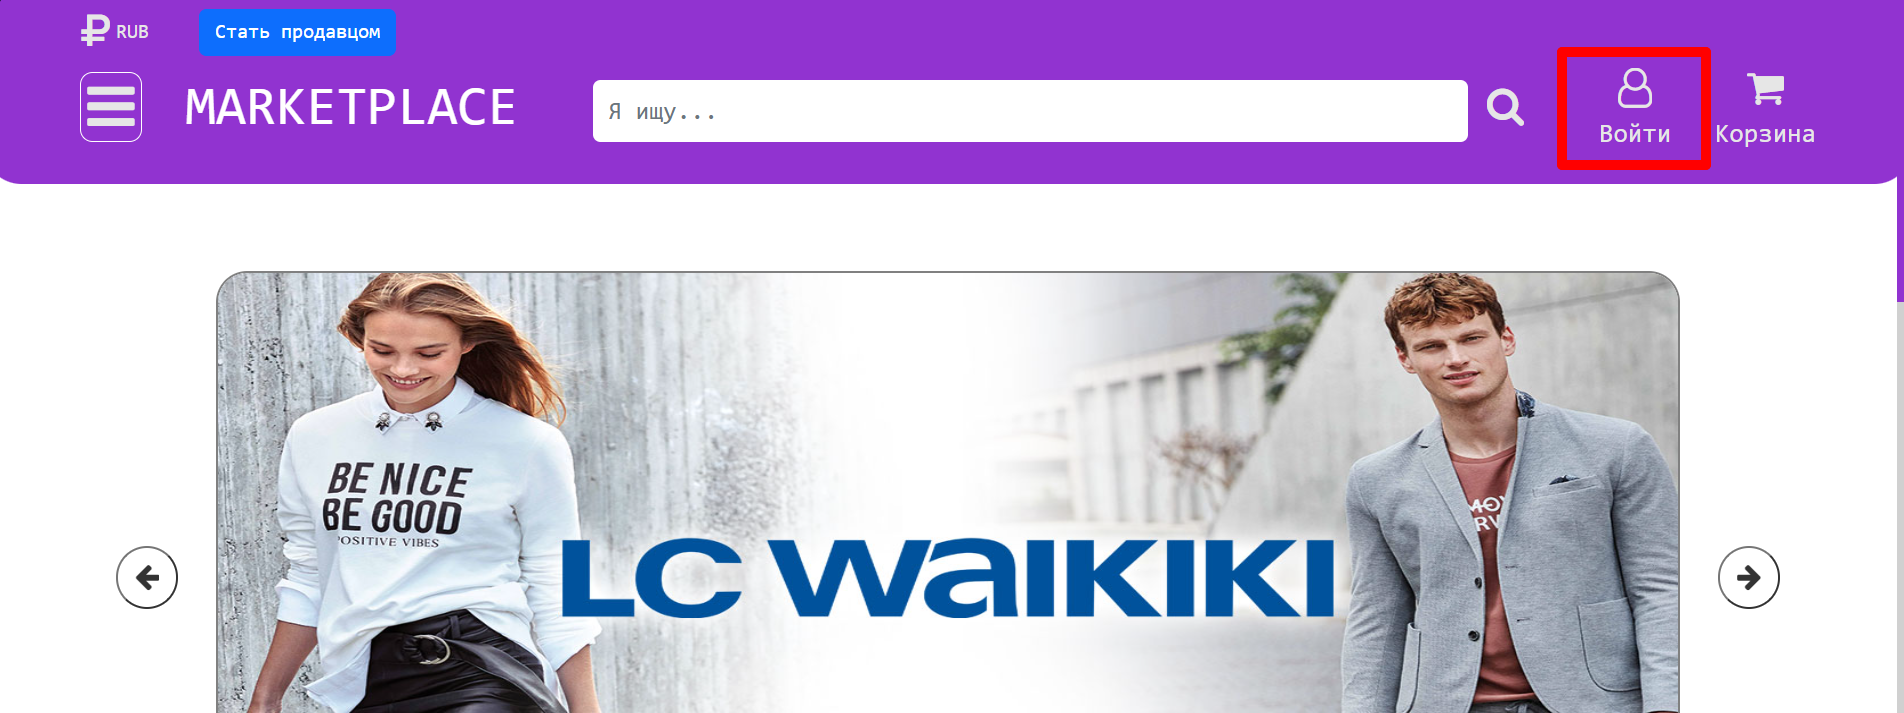 RUB
Стать продавцом
MARKETPLACE
Я ищу...
Войти
Корзина
BE NICE
BE GOOD
POSITIVE VIBES
LC WAIKIKI